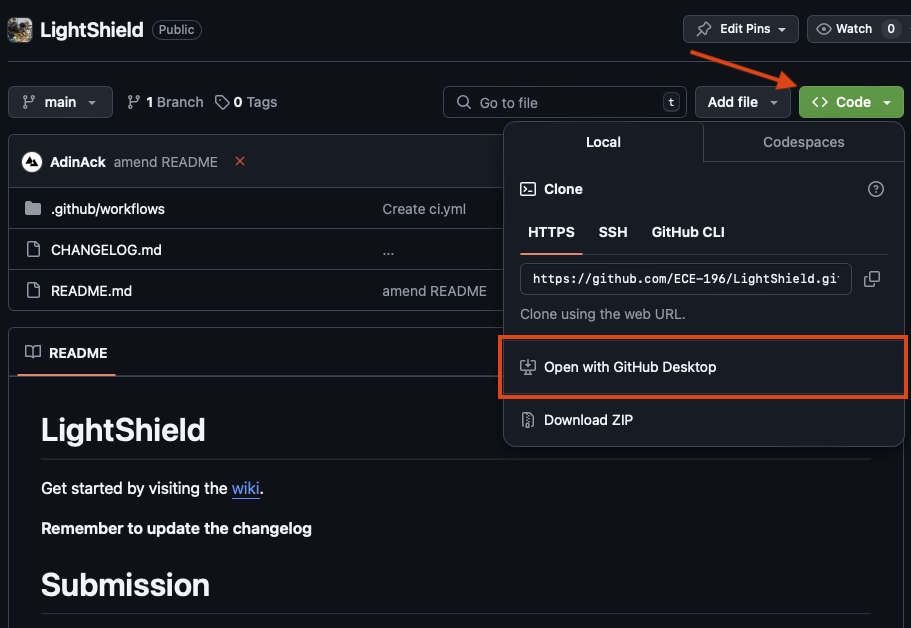 LightShield Public Edit Pins Watch 0
main 1 Branch 0 Tags Go to file t Add file <> Code
Local Codespaces
AdinAck amend README
Clone
.github/workflows Create ci.yml
HTTPS SSH GitHub CLI
CHANGELOG.md ...
https://github.com/ECE-196/LightShield.gi
README.md amend README
Clone using the web URL.
README
Open with GitHub Desktop
Download ZIP
LightShield
Get started by visiting the wiki.
Remember to update the changelog
Submission